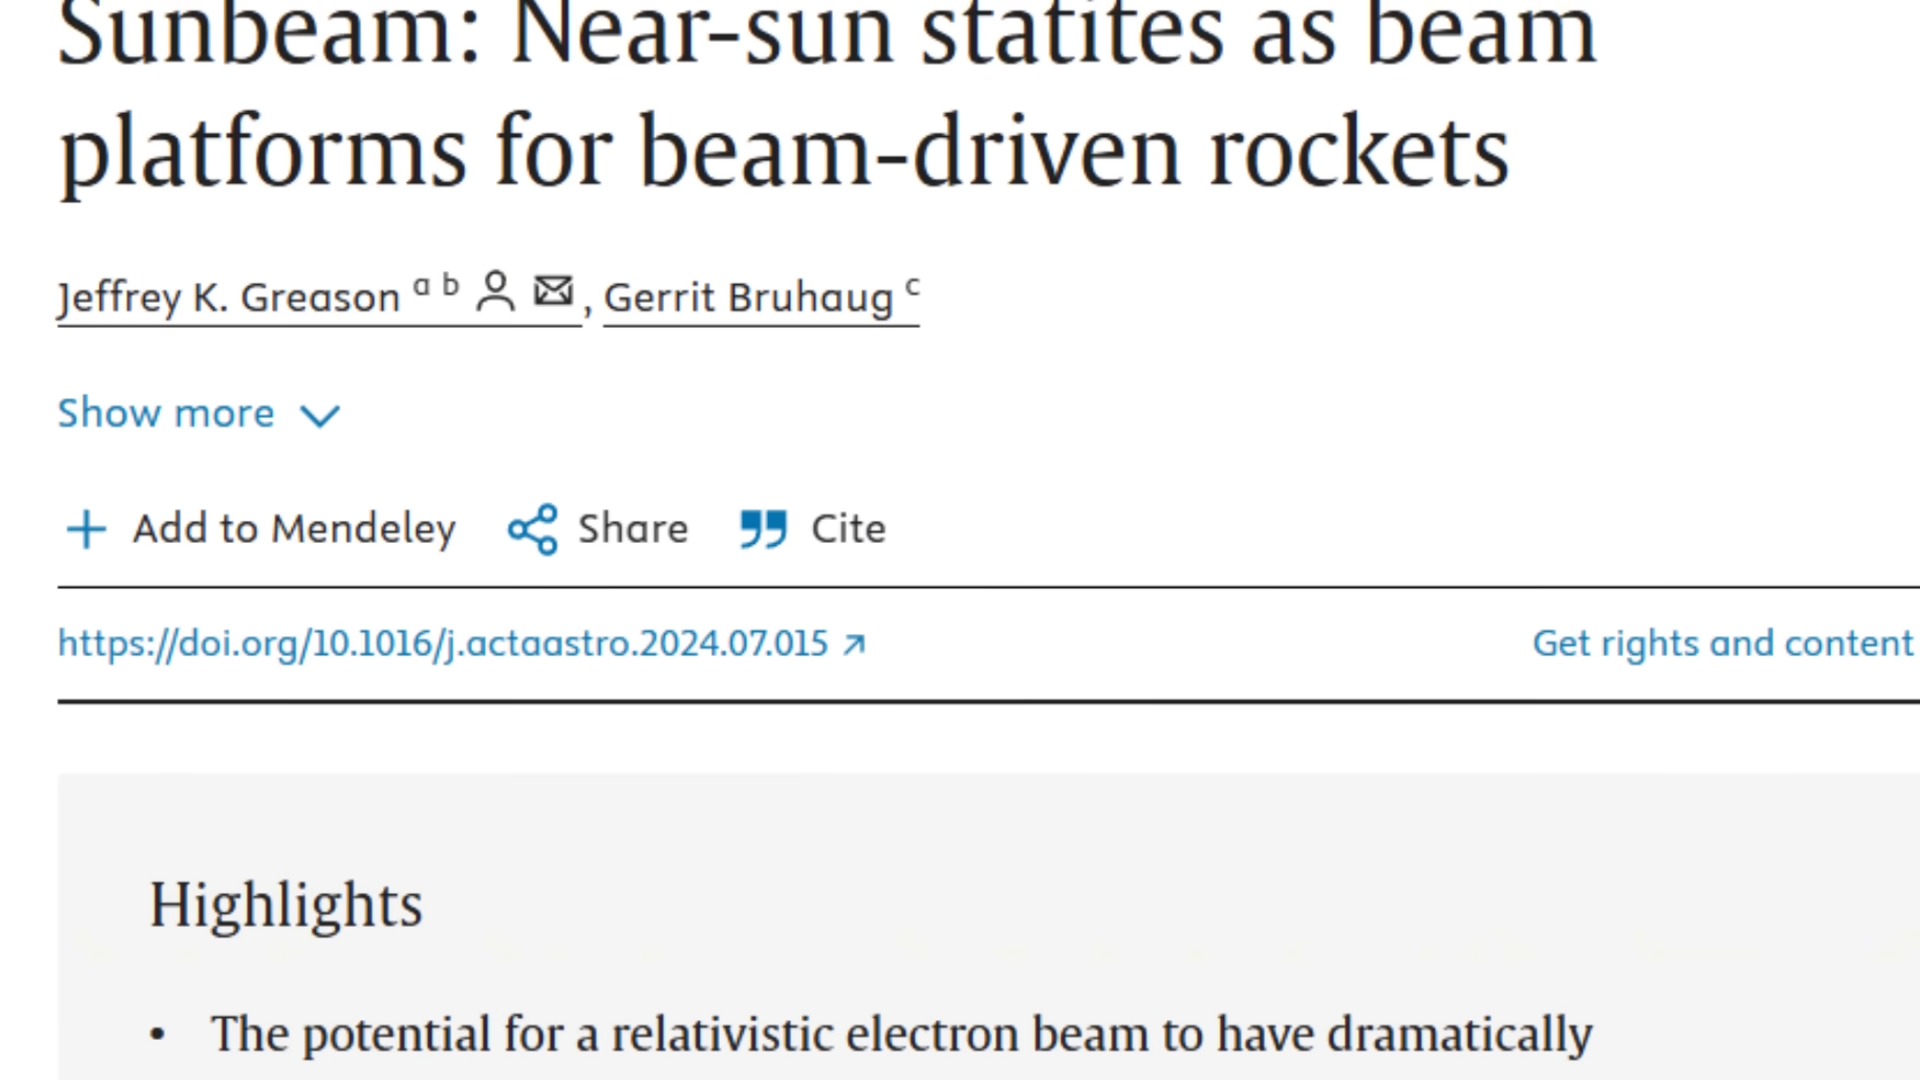 Sunbeam: Near-sun statites as beam
platforms for beam-driven rockets
Jeffrey K. Greason a b , Gerrit Bruhaug c
Show more
Add to Mendeley Share Cite
https://doi.org/10.1016/j.actaastro.2024.07.015 Get rights and content
Highlights
• The potential for a relativistic electron beam to have dramatically